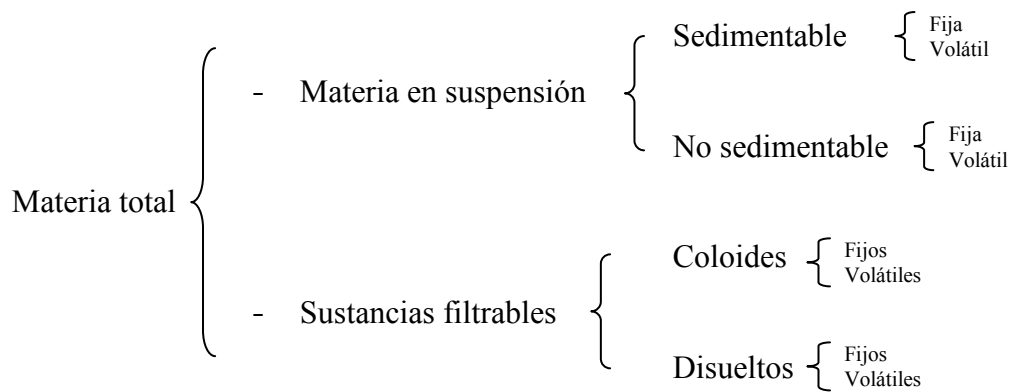 Materia total
- Materia en suspensión
Sedimentable
Fija
Volátil
No sedimentable
Fija
Volátil
- Sustancias filtrables
Coloides
Fijos
Volátiles
Disueltos
Fijos
Volátiles